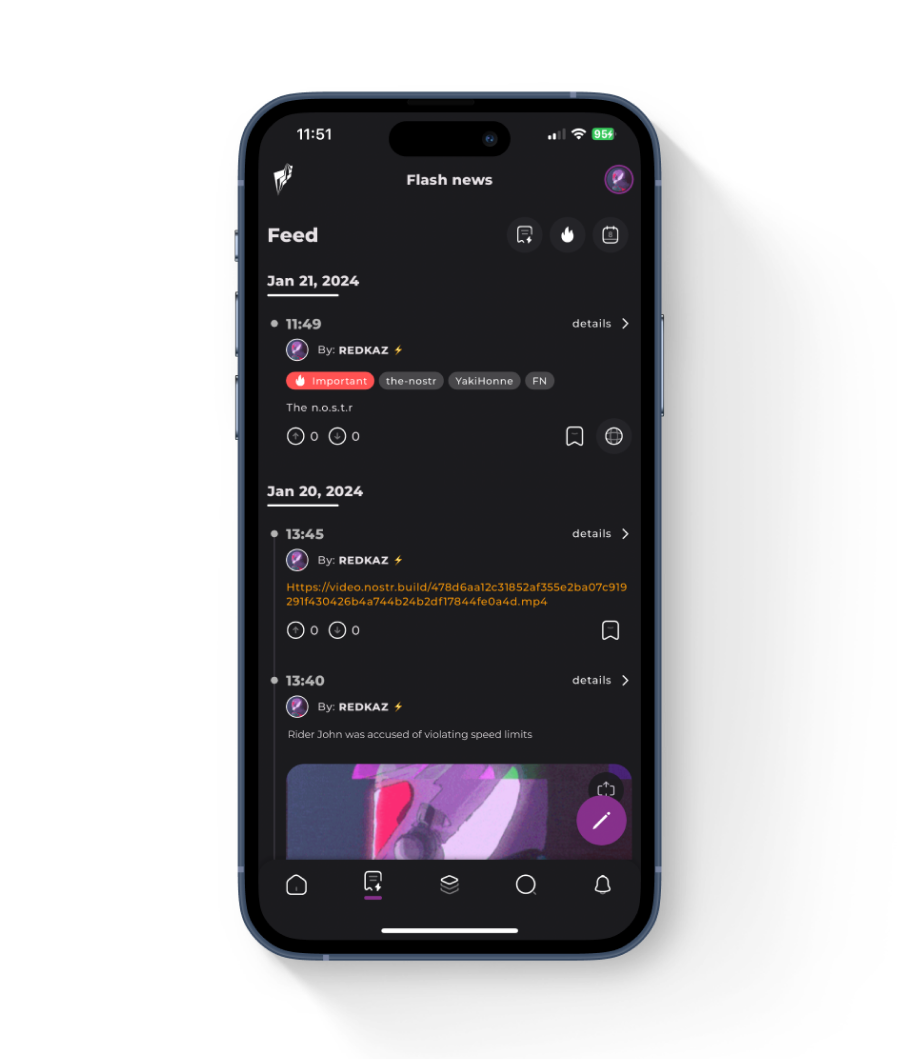 11:51
95
Flash news
Feed
Jan 21, 2024
11:49
details
By: REDKAZ
Important
the-nostr
YakiHonne
FN
The n.o.s.t.r
0
0
Jan 20, 2024
13:45
details
By: REDKAZ
Https://video.nostr.build/478d6aa12c31852af355e2ba07c919
291f430426b4a744b24b2df17844fe0a4d.mp4
0
0
13:40
details
By: REDKAZ
Rider John was accused of violating speed limits